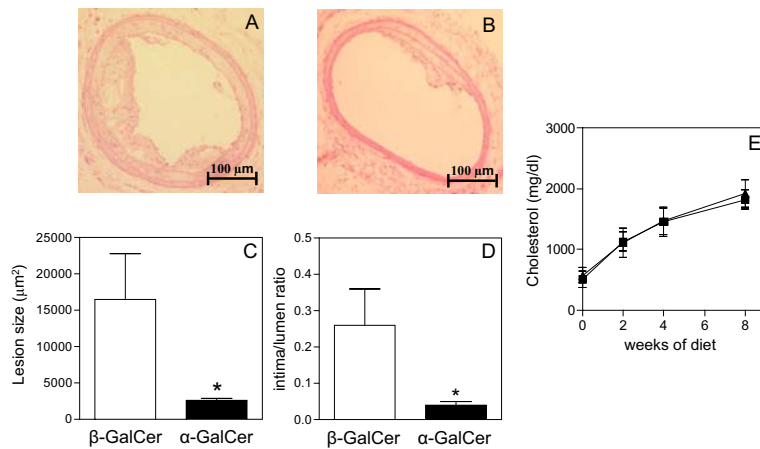 A
100 μm
B
100 μm
C
Lesion size (μm²)
25000
20000
15000
10000
5000
0
*
β-GalCer
α-GalCer
D
intima/lumen ratio
0.5
0.4
0.3
0.2
0.1
0.0
*
β-GalCer
α-GalCer
E
Cholesterol (mg/dl)
3000
2000
1000
0
0
2
4
6
8
weeks of diet